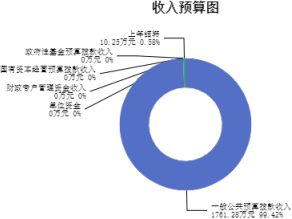 收入预算图
上年结转
10.25万元 0.58%
政府性基金预算拨款收入
0万元 0%
国有资本经营预算拨款收入
0万元 0%
财政专户管理资金收入
0万元 0%
单位资金
0万元 0%
一般公共预算拨款收入
1761.28万元 99.42%